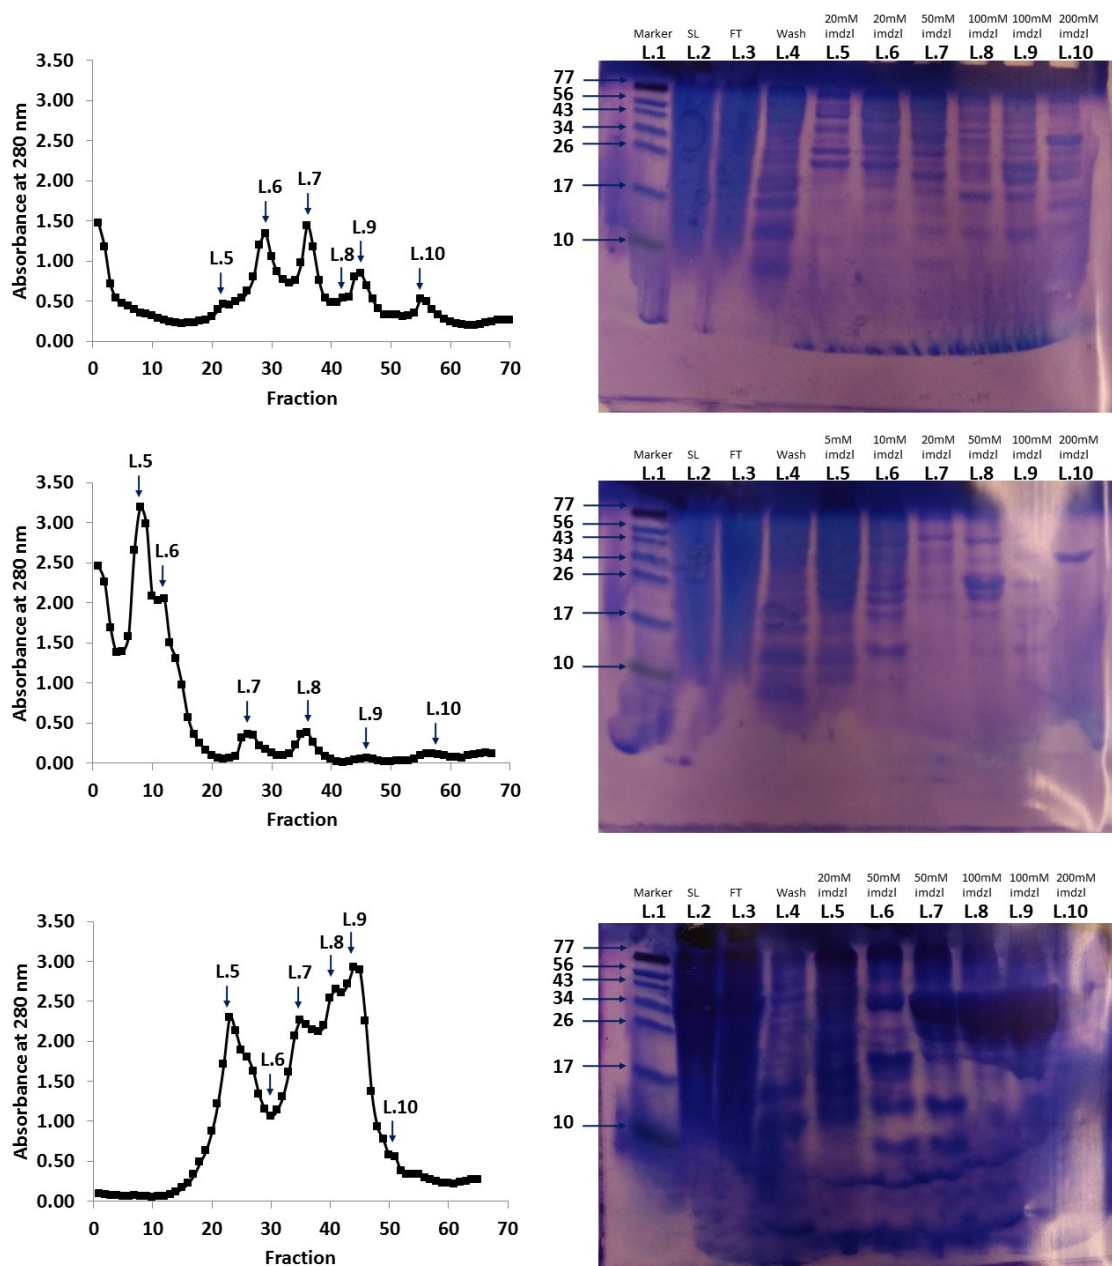 20mM 20mM 50mM 100mM 100mM 200mM
Marker SL FT Wash imdzl imdzl imdzl imdzl imdzl imdzl
L.1 L.2 L.3 L.4 L.5 L.6 L.7 L.8 L.9 L.10
3.50
3.00
2.50
2.00
1.50
1.00
0.50
0.00
Absorbance at 280 nm
L.5
L.6
L.7
L.8
L.9
L.10
0 10 20 30 40 50 60 70
Fraction
77
56
43
34
26
17
10
5mM 10mM 20mM 50mM 100mM 200mM
Marker SL FT Wash imdzl imdzl imdzl imdzl imdzl imdzl
L.1 L.2 L.3 L.4 L.5 L.6 L.7 L.8 L.9 L.10
3.50
3.00
2.50
2.00
1.50
1.00
0.50
0.00
Absorbance at 280 nm
L.5
L.6
L.7
L.8
L.9
L.10
0 10 20 30 40 50 60 70
Fraction
77
56
43
34
26
17
10
20mM 50mM 50mM 100mM 100mM 200mM
Marker SL FT Wash imdzl imdzl imdzl imdzl imdzl imdzl
L.1 L.2 L.3 L.4 L.5 L.6 L.7 L.8 L.9 L.10
3.50
3.00
2.50
2.00
1.50
1.00
0.50
0.00
Absorbance at 280 nm
L.5
L.6
L.7
L.8
L.9
L.10
0 10 20 30 40 50 60 70
Fraction
77
56
43
34
26
17
10